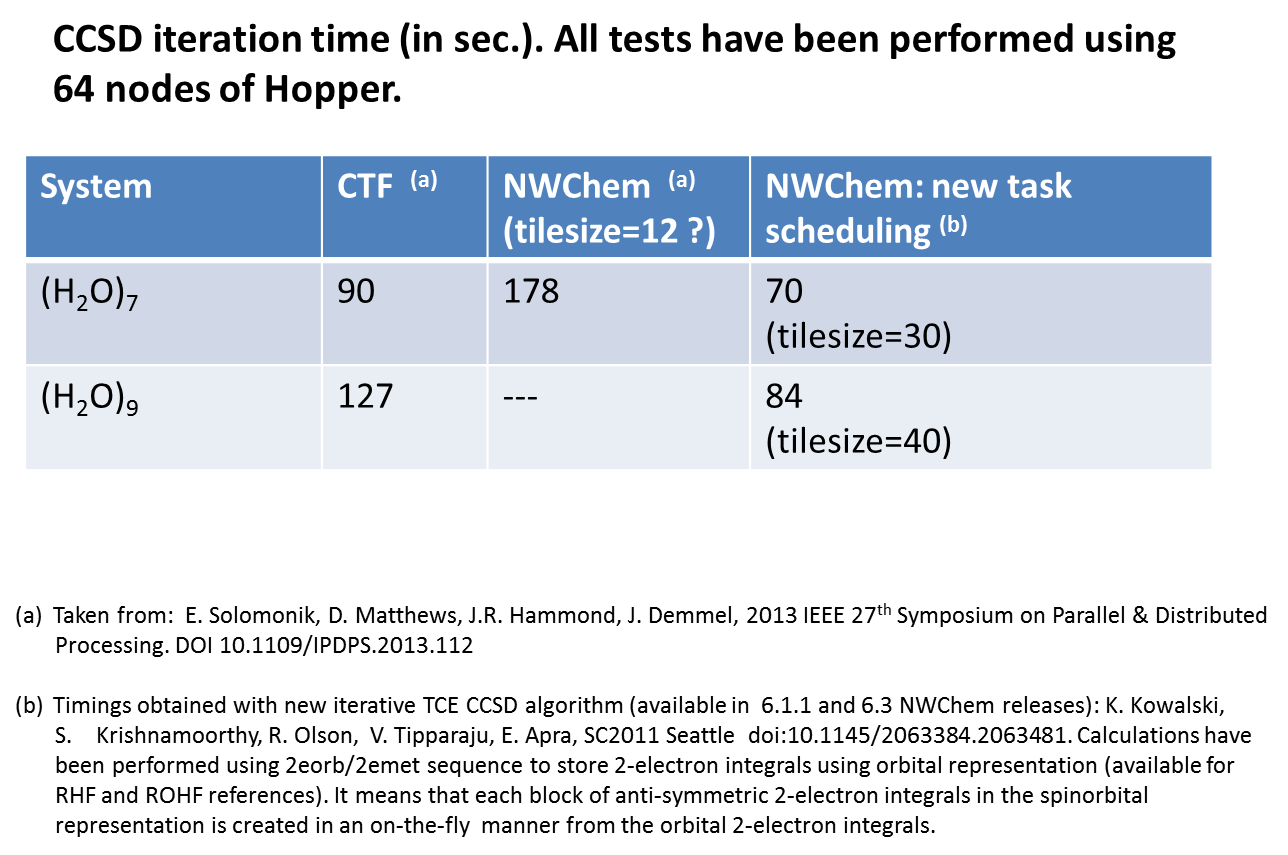 CCSD iteration time (in sec.). All tests have been performed using
64 nodes of Hopper.
System
CTF (a)
NWChem (a)
(tilesize=12 ?)
NWChem: new task
scheduling (b)
(H₂O)₇
90
178
70
(tilesize=30)
(H₂O)₉
127
---
84
(tilesize=40)
(a) Taken from: E. Solomonik, D. Matthews, J.R. Hammond, J. Demmel, 2013 IEEE 27th Symposium on Parallel & Distributed
Processing. DOI 10.1109/IPDPS.2013.112
(b) Timings obtained with new iterative TCE CCSD algorithm (available in 6.1.1 and 6.3 NWChem releases): K. Kowalski,
S. Krishnamoorthy, R. Olson, V. Tipparaju, E. Apra, SC2011 Seattle doi:10.1145/2063384.2063481. Calculations have
been performed using 2eorb/2emet sequence to store 2-electron integrals using orbital representation (available for
RHF and ROHF references). It means that each block of anti-symmetric 2-electron integrals in the spinorbital
representation is created in an on-the-fly manner from the orbital 2-electron integrals.